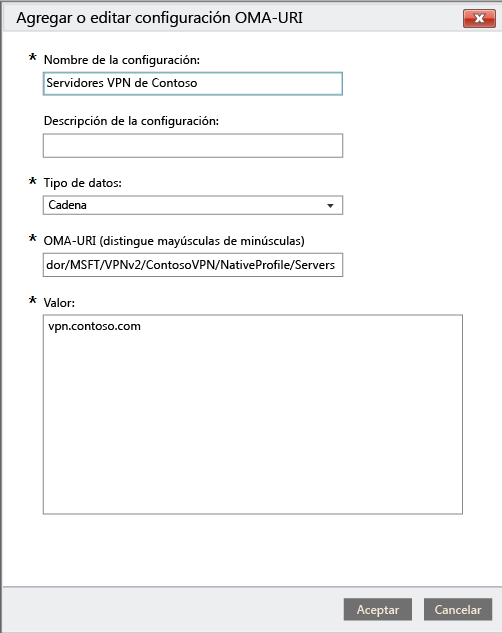 Agregar o editar configuración OMA-URI
* Nombre de la configuración:
Servidores VPN de Contoso
Descripción de la configuración:
* Tipo de datos:
Cadena
* OMA-URI (distingue mayúsculas de minúsculas)
dor/MSFT/VPNv2/ContosoVPN/NativeProfile/Servers
* Valor:
vpn.contoso.com
Aceptar Cancelar